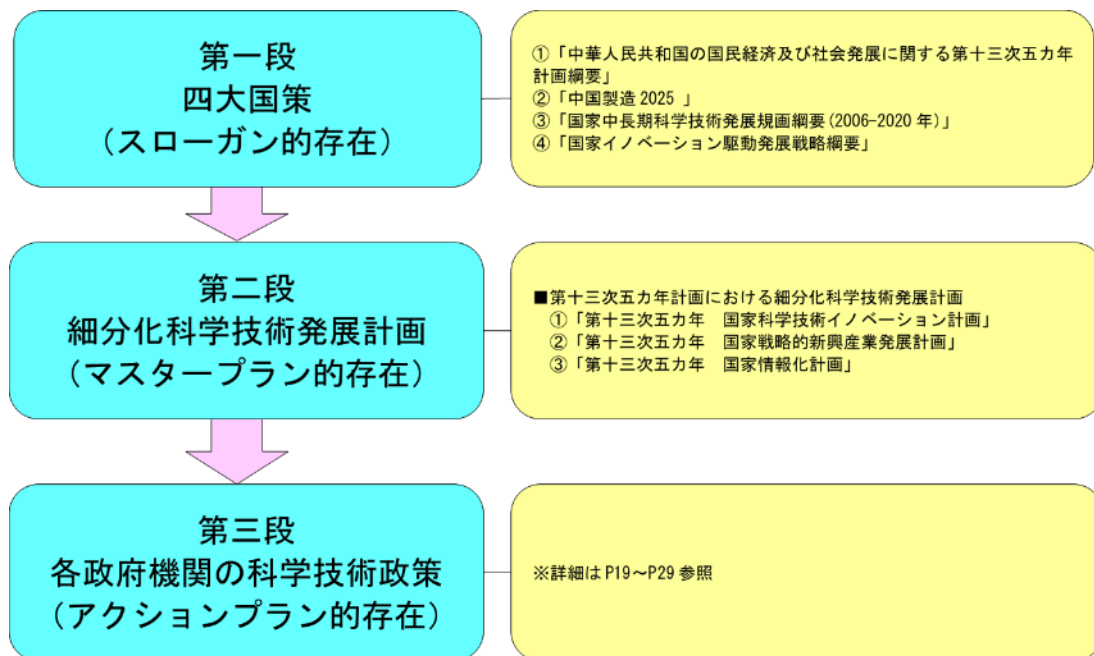 第一段
四大国策
(スローガン的存在)
①「中華人民共和国の国民経済及び社会発展に関する第十三次五カ年
計画綱要」
②「中国製造 2025 」
③「国家中長期科学技術発展規画綱要(2006-2020 年)」
④「国家イノベーション駆動発展戦略綱要」
第二段
細分化科学技術発展計画
(マスタープラン的存在)
■第十三次五カ年計画における細分化科学技術発展計画
①「第十三次五カ年　国家科学技術イノベーション計画」
②「第十三次五カ年　国家戦略的新興産業発展計画」
③「第十三次五カ年　国家情報化計画」
第三段
各政府機関の科学技術政策
(アクションプラン的存在)
※詳細は P19～P29 参照